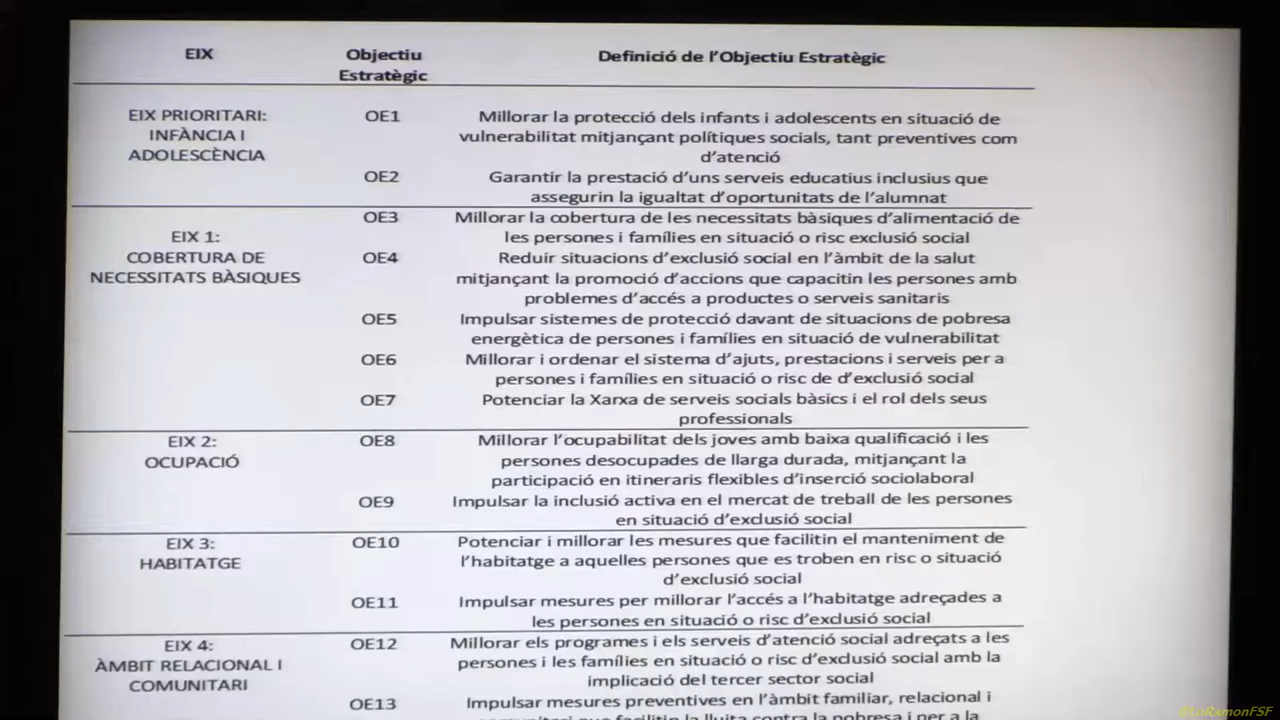 EIX
Objectiu
Estratègic
Definició de l'Objectiu Estratègic
EIX PRIORITARI:
INFÀNCIA I
ADOLESCÈNCIA
OE1
Millorar la protecció dels infants i adolescents en situació de
vulnerabilitat mitjançant polítiques socials, tant preventives com
d'atenció
OE2
Garantir la prestació d'uns serveis educatius inclusius que
assegurin la igualtat d'oportunitats de l'alumnat
EIX 1:
COBERTURA DE
NECESSITATS BÀSIQUES
OE3
Millorar la cobertura de les necessitats bàsiques d'alimentació de
les persones i famílies en situació o risc exclusió social
OE4
Reduir situacions d'exclusió social en l'àmbit de la salut
mitjançant la promoció d'accions que capacitin les persones amb
problemes d'accés a productes o serveis sanitaris
OE5
Impulsar sistemes de protecció davant de situacions de pobresa
energètica de persones i famílies en situació de vulnerabilitat
OE6
Millorar i ordenar el sistema d'ajuts, prestacions i serveis per a
persones i famílies en situació o risc de d'exclusió social
OE7
Potenciar la Xarxa de serveis socials bàsics i el rol dels seus
professionals
EIX 2:
OCUPACIÓ
OE8
Millorar l'ocupabilitat dels joves amb baixa qualificació i les
persones desocupades de llarga durada, mitjançant la
participació en itineraris flexibles d'inserció sociolaboral
OE9
Impulsar la inclusió activa en el mercat de treball de les persones
en situació d'exclusió social
EIX 3:
HABITATGE
OE10
Potenciar i millorar les mesures que facilitin el manteniment de
l'habitatge a aquelles persones que es troben en risc o situació
d'exclusió social
OE11
Impulsar mesures per millorar l'accés a l'habitatge adreçades a
les persones en situació o risc d'exclusió social
EIX 4:
ÀMBIT RELACIONAL I
COMUNITARI
OE12
Millorar els programes i els serveis d'atenció social adreçats a les
persones i les famílies en situació o risc d'exclusió social amb la
implicació del tercer sector social
OE13
Impulsar mesures preventives en l'àmbit familiar, relacional i
comunitari que facilitin la lluita contra la pobresa i per a la